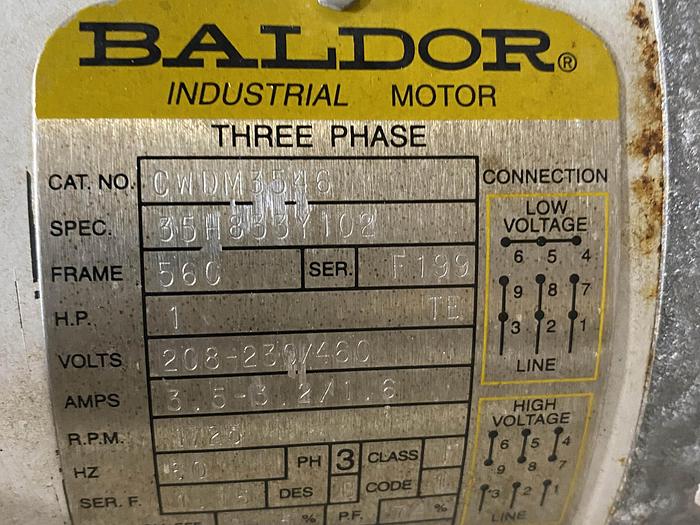 BALDOR®
INDUSTRIAL MOTOR
THREE PHASE
CAT. NO. CWDM3546
SPEC. 35H833Y102
FRAME 56C SER. F199
H.P. 1 TE
VOLTS 208-230/460
AMPS 3.5-3.2/1.6
R.P.M. 1725
HZ 60 PH 3 CLASS
SER. F. 1.15 DES CODE
% P.F. %
CONNECTION
LOW
VOLTAGE
6 5 4
9 8 7
3 2 1
LINE
HIGH
VOLTAGE
6 5 4
9 8 7
3 2 1
LINE